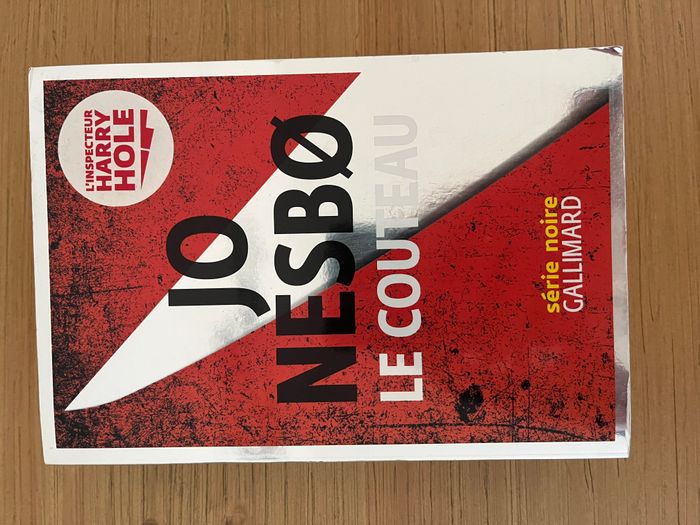 L'INSPECTEUR
HARRY
HOLE
JO
NESBØ
LE COUTEAU
série noire
GALLIMARD